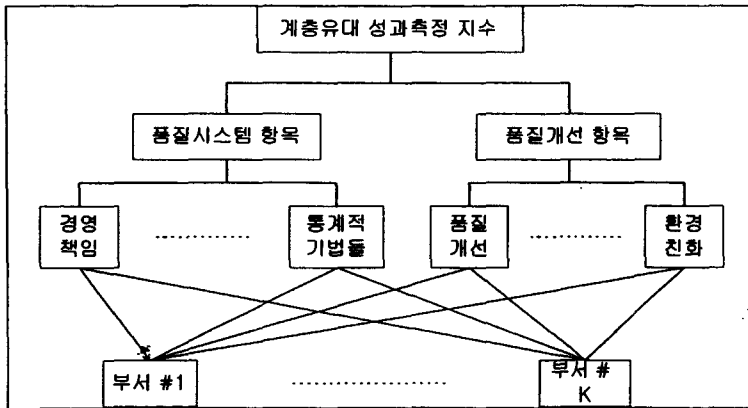 계층유대 성과측정 지수
품질시스템 항목
품질개선 항목
경영
책임
.............
통계적
기법들
품질
개선
.............
환경
친화
부서 #1
......................
부서 #
K